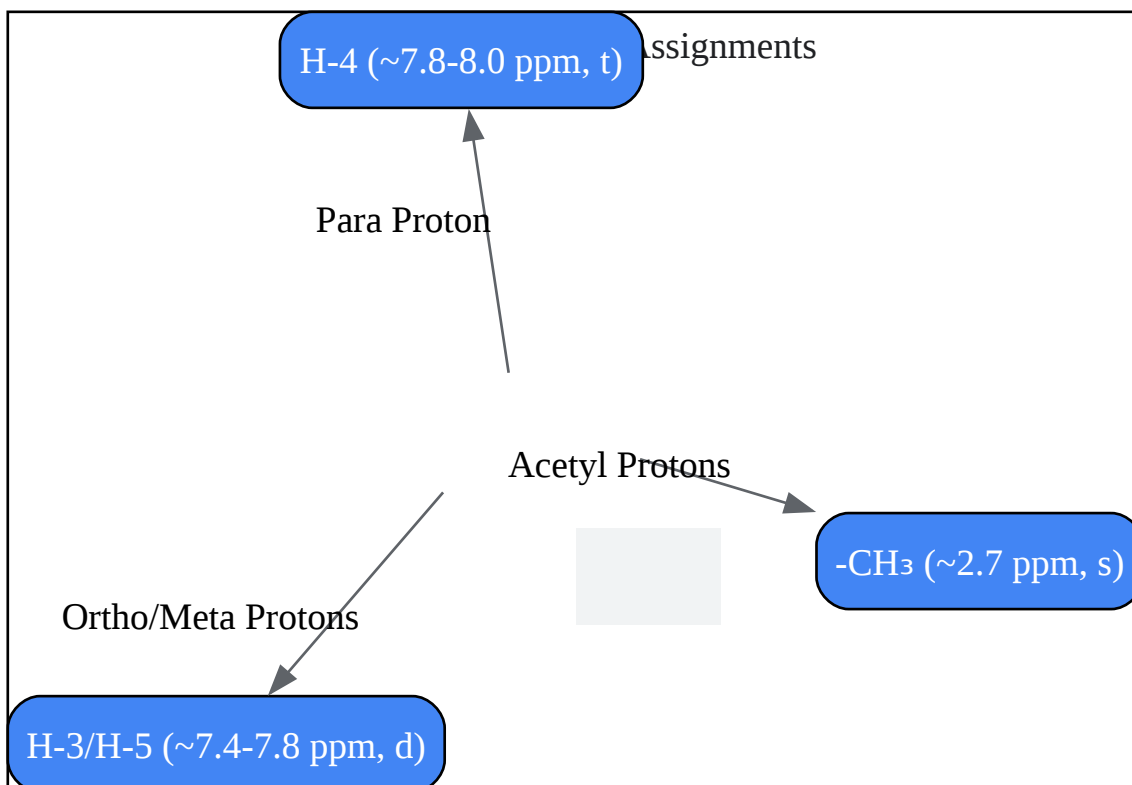 H-4 (~7.8-8.0 ppm, t)
Assignments
Para Proton
Acetyl Protons
-CH₃ (~2.7 ppm, s)
Ortho/Meta Protons
H-3/H-5 (~7.4-7.8 ppm, d)